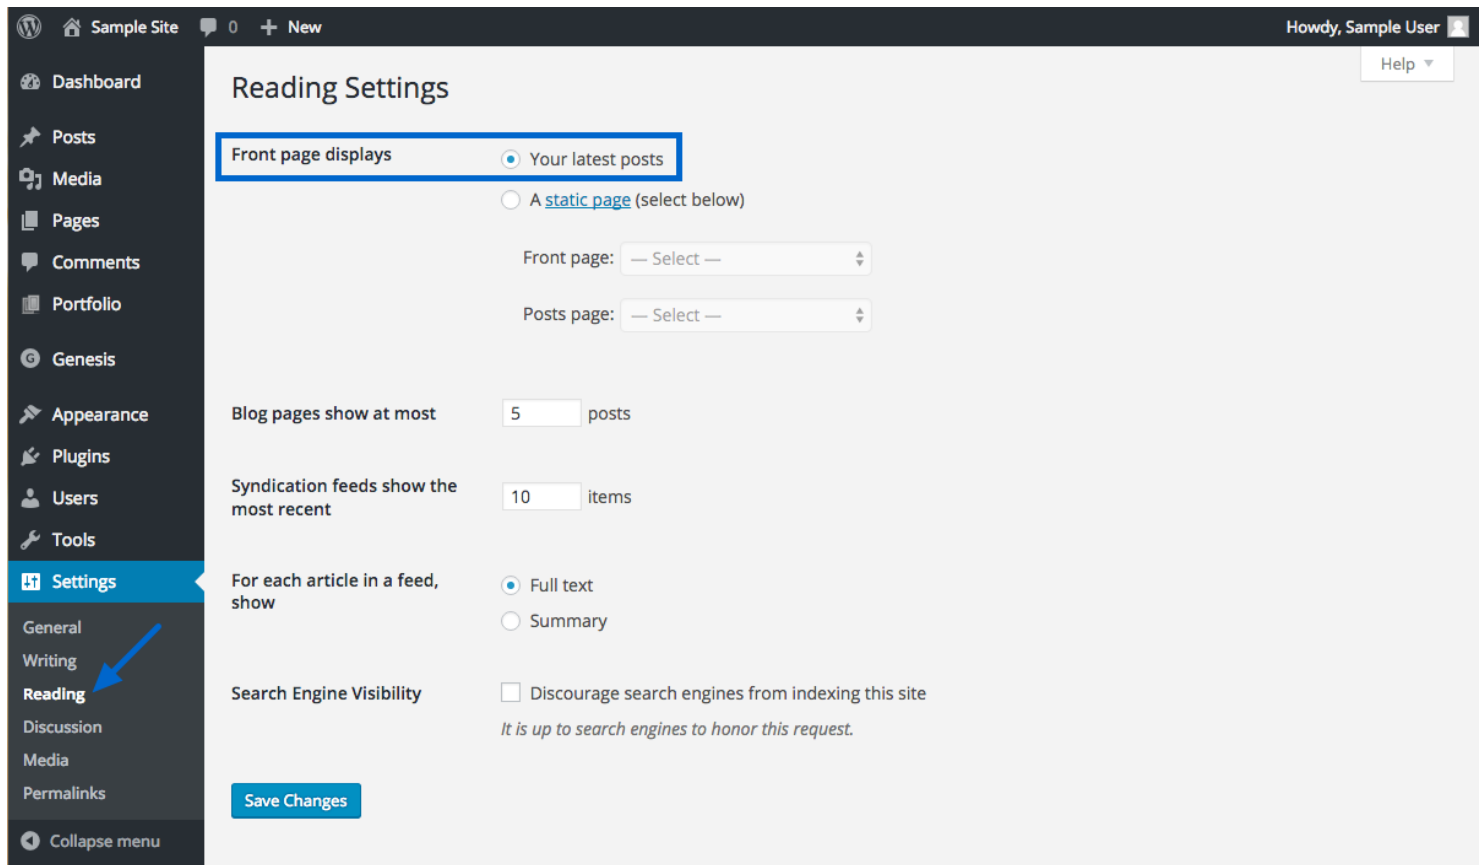 Sample Site 0 New Howdy, Sample User
Help
Dashboard
Posts
Media
Pages
Comments
Portfolio
Genesis
Appearance
Plugins
Users
Tools
Settings
General
Writing
Reading
Discussion
Media
Permalinks
Collapse menu
Reading Settings
Front page displays Your latest posts
A static page (select below)
Front page: — Select —
Posts page: — Select —
Blog pages show at most 5 posts
Syndication feeds show the
most recent 10 items
For each article in a feed,
show
Full text
Summary
Search Engine Visibility Discourage search engines from indexing this site
It is up to search engines to honor this request.
Save Changes